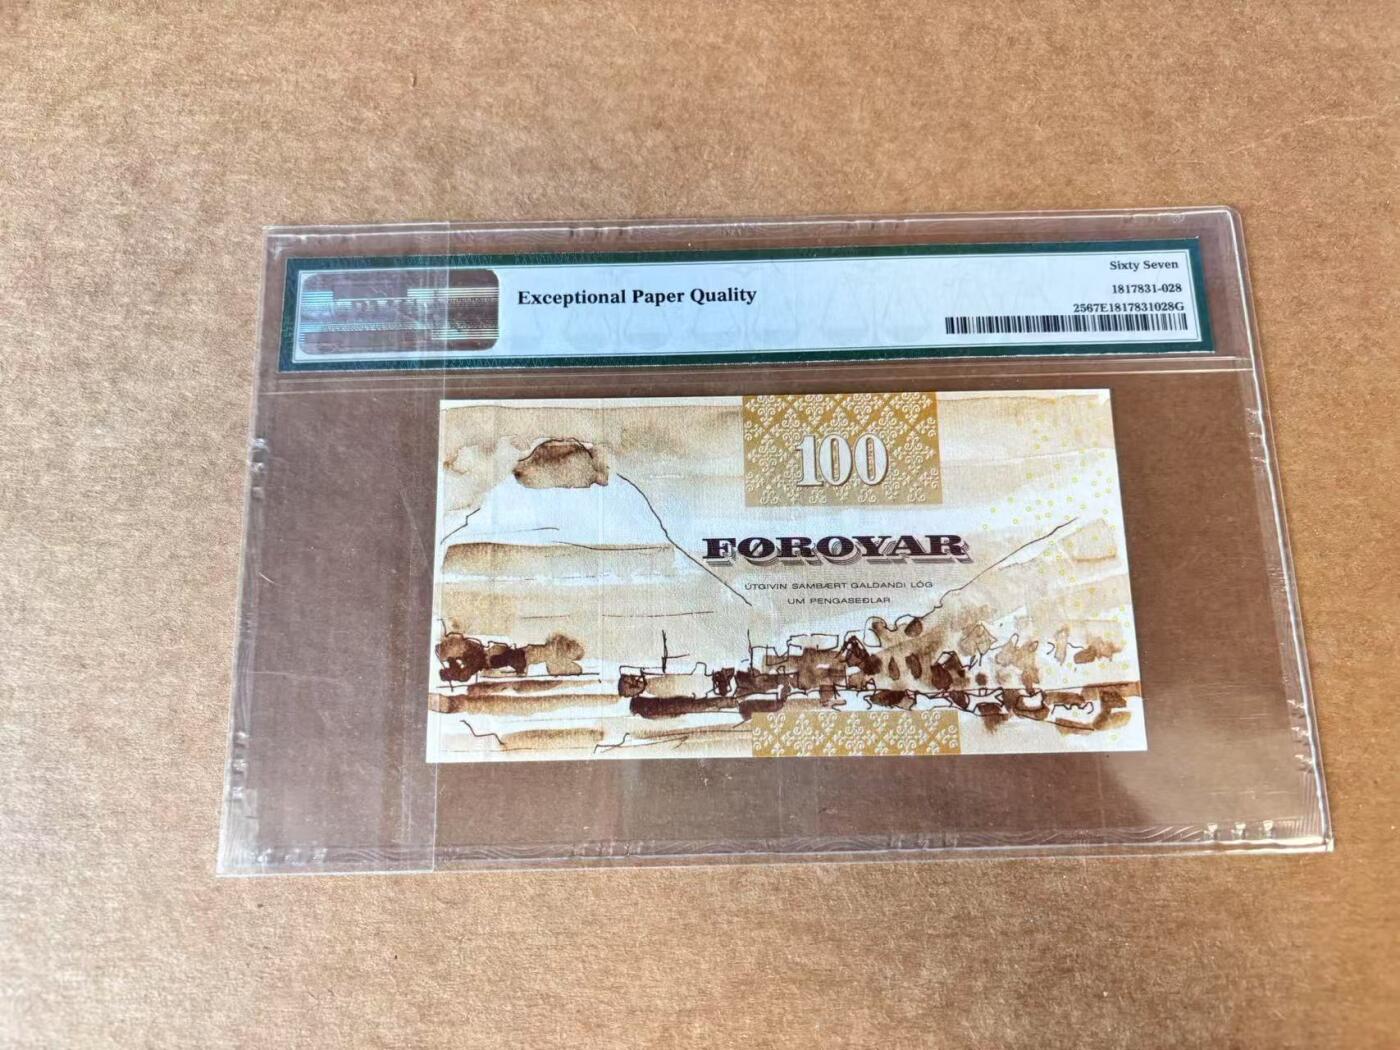 Exceptional Paper Quality
Sixty Seven
1817831-028
2567E1817831028G
100
FØROYAR
ÚTGIVIN SAMBÆRT GALDANDI LÓG
UM PENGASEÐLAR